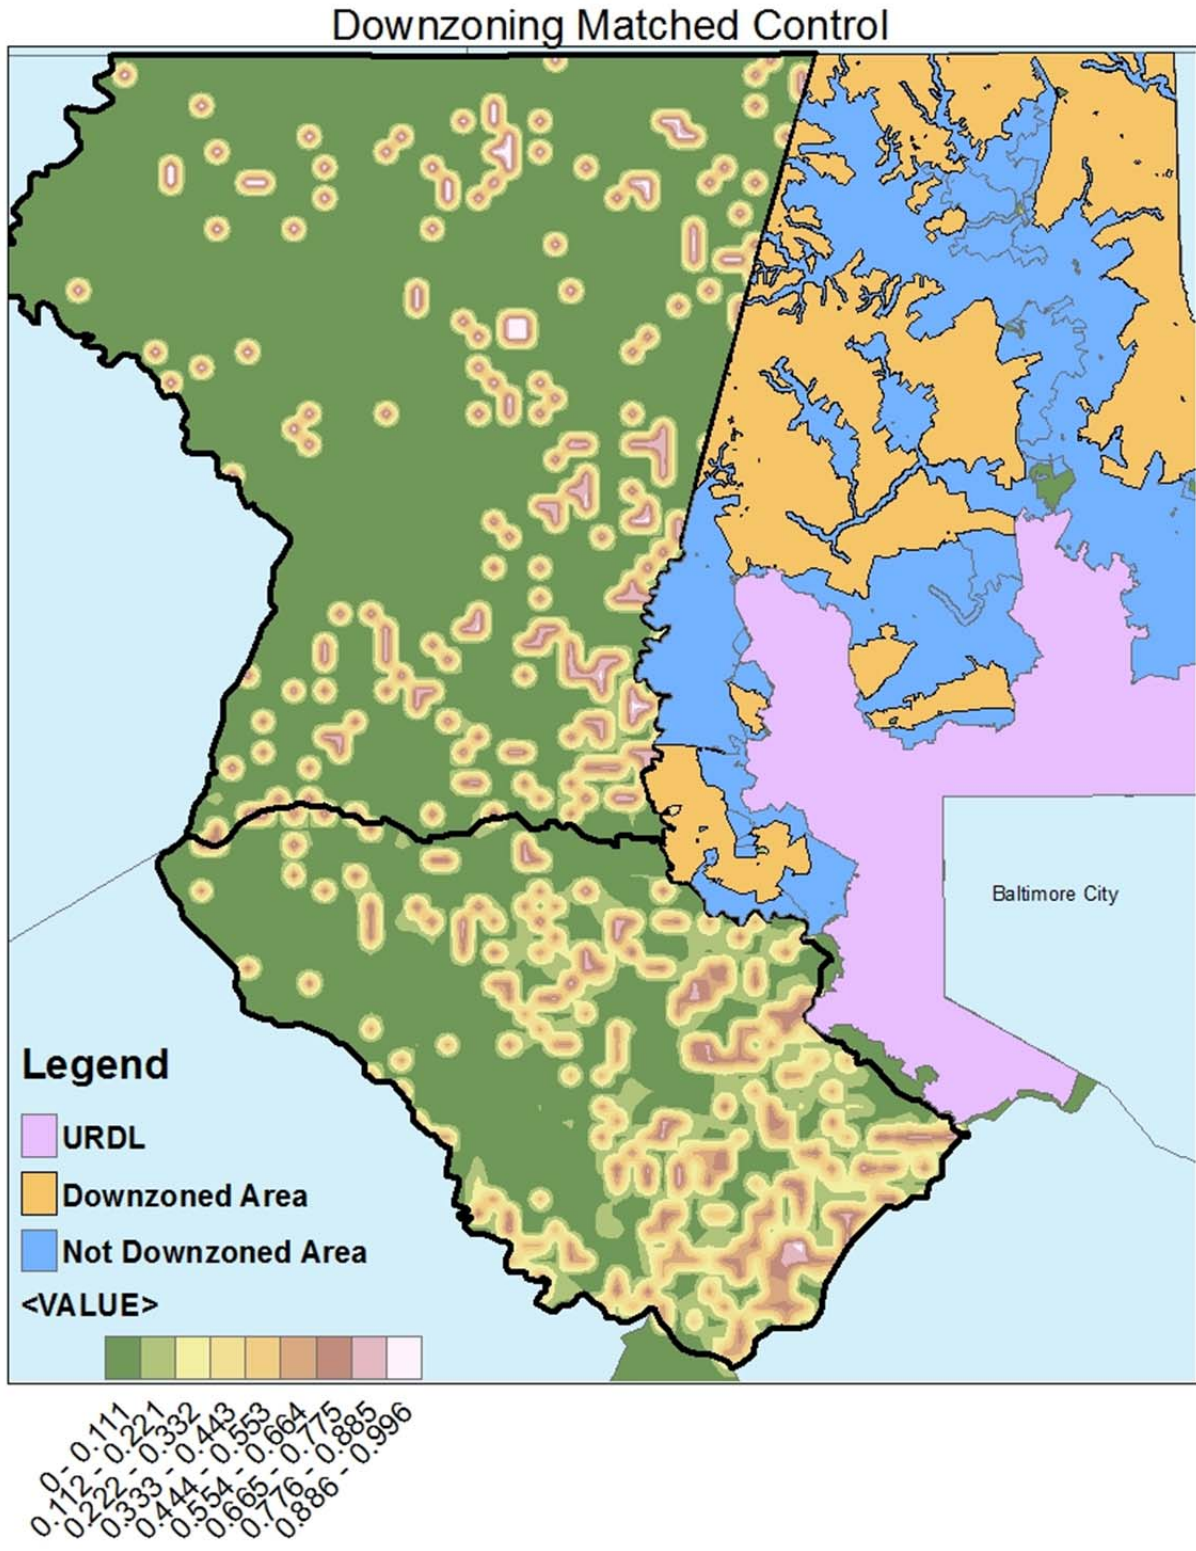 Downzoning Matched Control
Baltimore City
Legend
URDL
Downzoned Area
Not Downzoned Area
<VALUE>
0 - 0.111
0.112 - 0.221
0.222 - 0.332
0.333 - 0.443
0.444 - 0.553
0.554 - 0.664
0.665 - 0.775
0.776 - 0.885
0.886 - 0.996